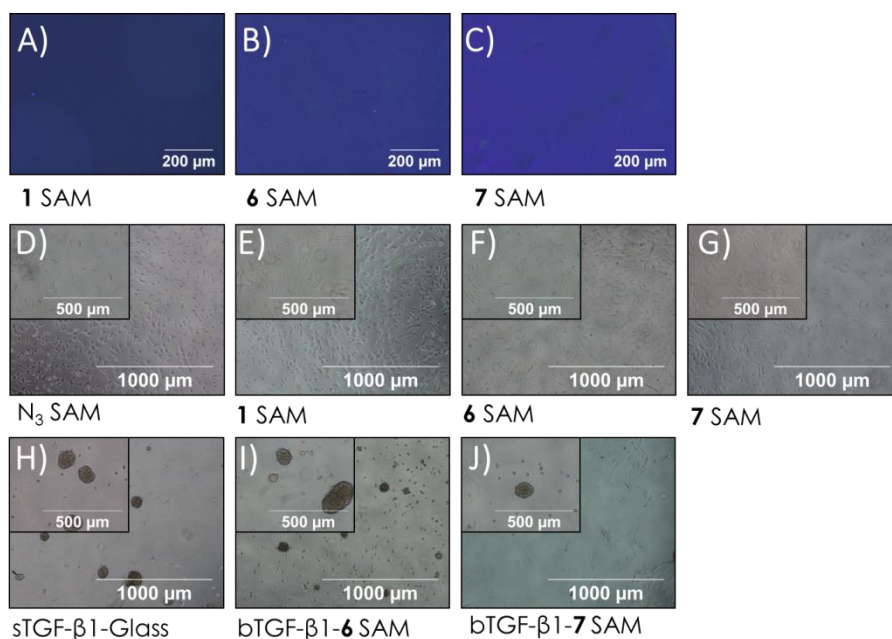 A)
200 µm
1 SAM
B)
200 µm
6 SAM
C)
200 µm
7 SAM
D)
500 µm
1000 µm
N₃ SAM
E)
500 µm
1000 µm
1 SAM
F)
500 µm
1000 µm
6 SAM
G)
500 µm
1000 µm
7 SAM
H)
500 µm
1000 µm
sTGF-β1-Glass
I)
500 µm
1000 µm
bTGF-β1-6 SAM
J)
500 µm
1000 µm
bTGF-β1-7 SAM